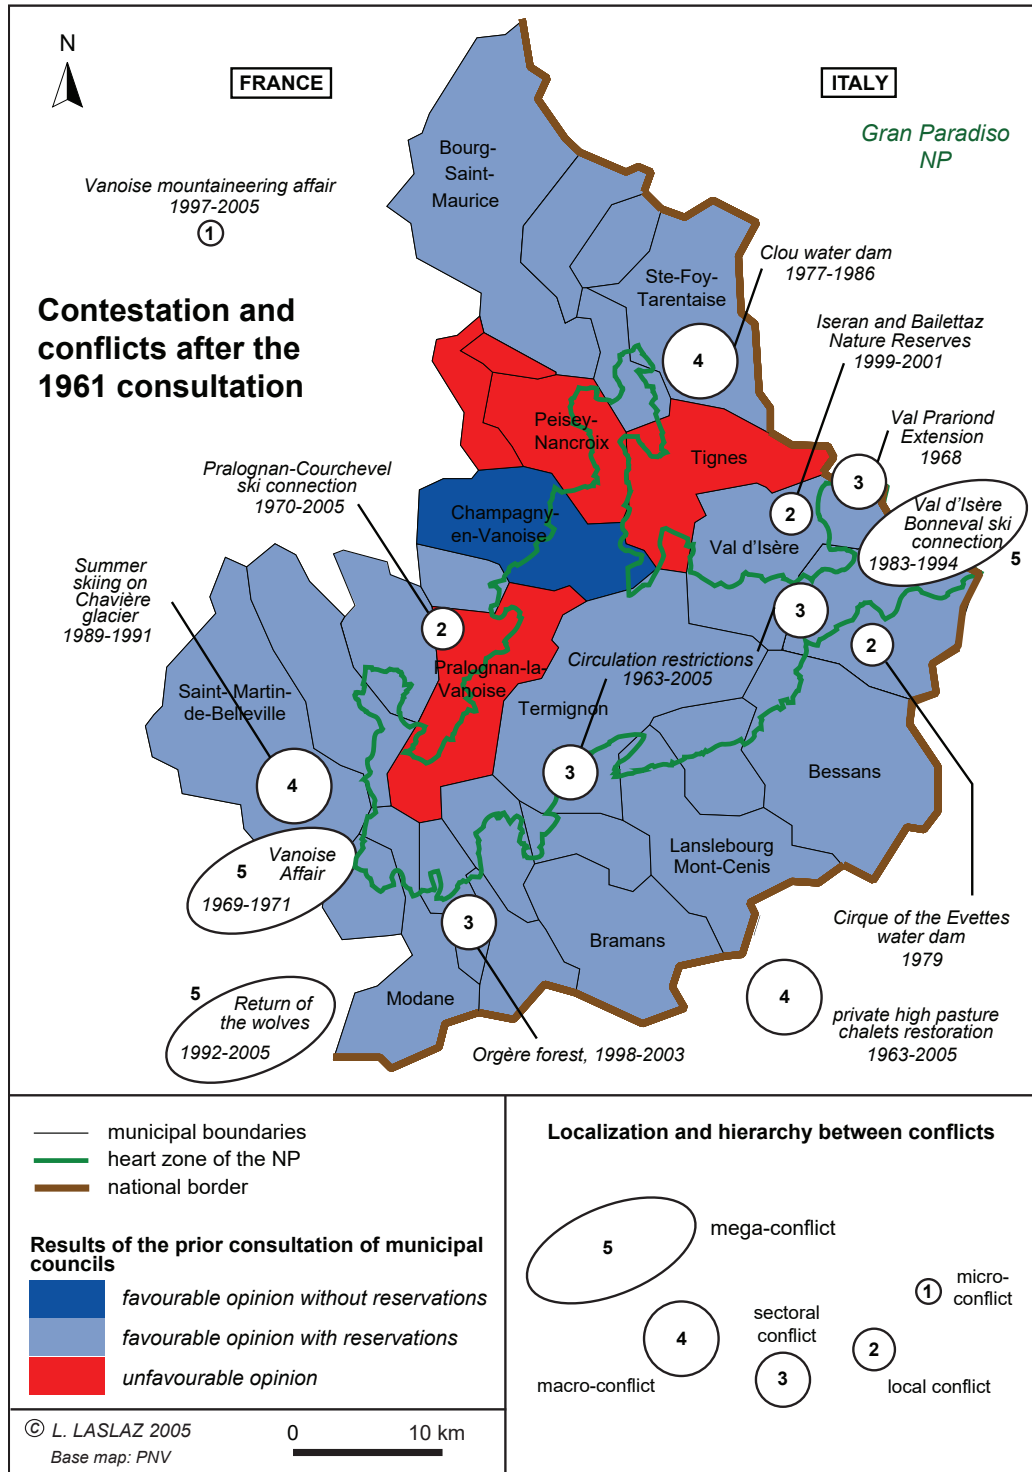 N
FRANCE
ITALY
Gran Paradiso
NP
Bourg-
Saint-
Maurice
Vanoise mountaineering affair
1997-2005
1
Clou water dam
1977-1986
Ste-Foy-
Tarentaise
Contestation and
conflicts after the
1961 consultation
4
Iseran and Bailettaz
Nature Reserves
1999-2001
Val Prariond
Extension
1968
Peisey-
Nancroix
Tignes
Pralognan-Courchevel
ski connection
1970-2005
3
2
Val d'Isère
Bonneval ski
connection
1983-1994
5
Champagny-
en-Vanoise
Val d'Isère
Summer
skiing on
Chavière
glacier
1989-1991
3
2
2
Circulation restrictions
1963-2005
Pralognan-la-
Vanoise
Saint- Martin-
de-Belleville
Termignon
3
Bessans
4
Lanslebourg
Mont-Cenis
5
Vanoise
Affair
1969-1971
3
Bramans
Cirque of the Evettes
water dam
1979
Modane
4
private high pasture
chalets restoration
1963-2005
5
Return of
the wolves
1992-2005
Orgère forest, 1998-2003
municipal boundaries
heart zone of the NP
national border
Results of the prior consultation of municipal
councils
favourable opinion without reservations
favourable opinion with reservations
unfavourable opinion
© L. LASLAZ 2005
Base map: PNV
0 10 km
Localization and hierarchy between conflicts
5
mega-conflict
1
micro-
conflict
4
macro-conflict
sectoral
conflict
3
2
local conflict